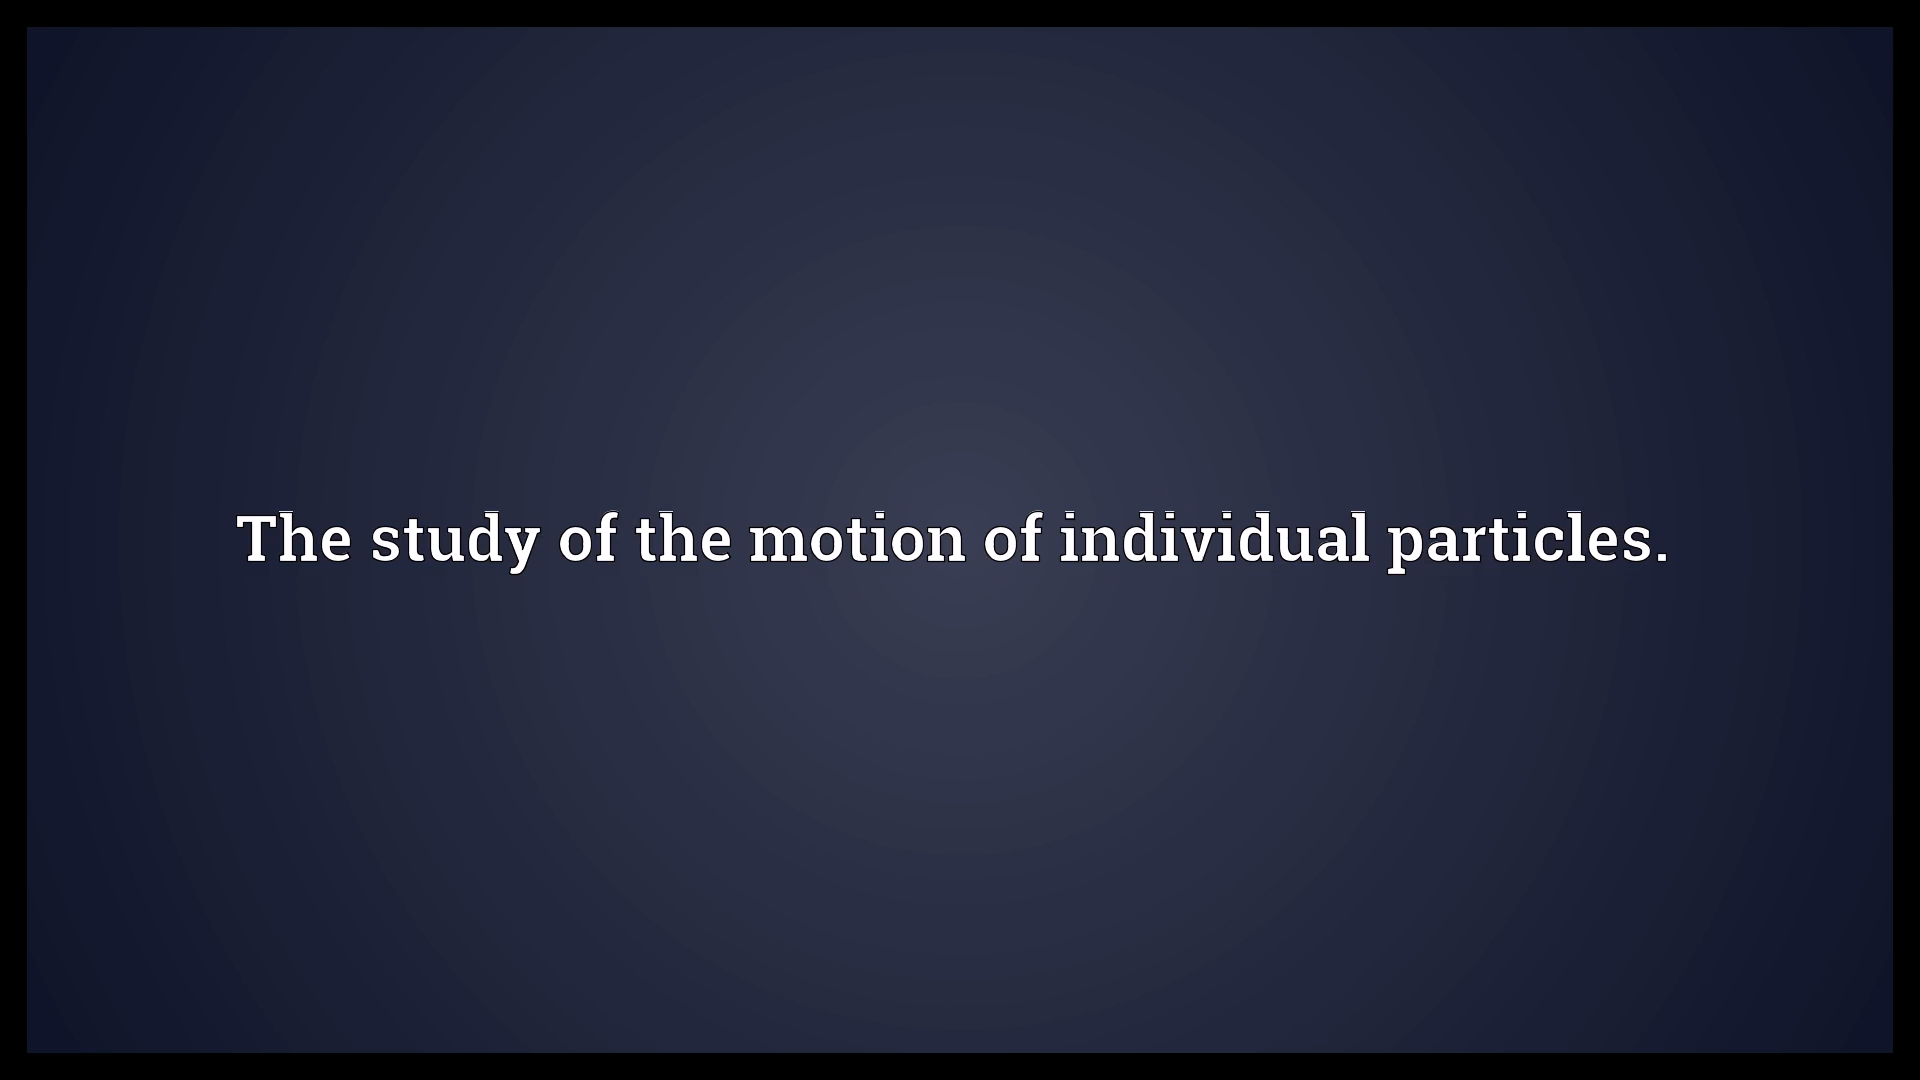 The study of the motion of individual particles.